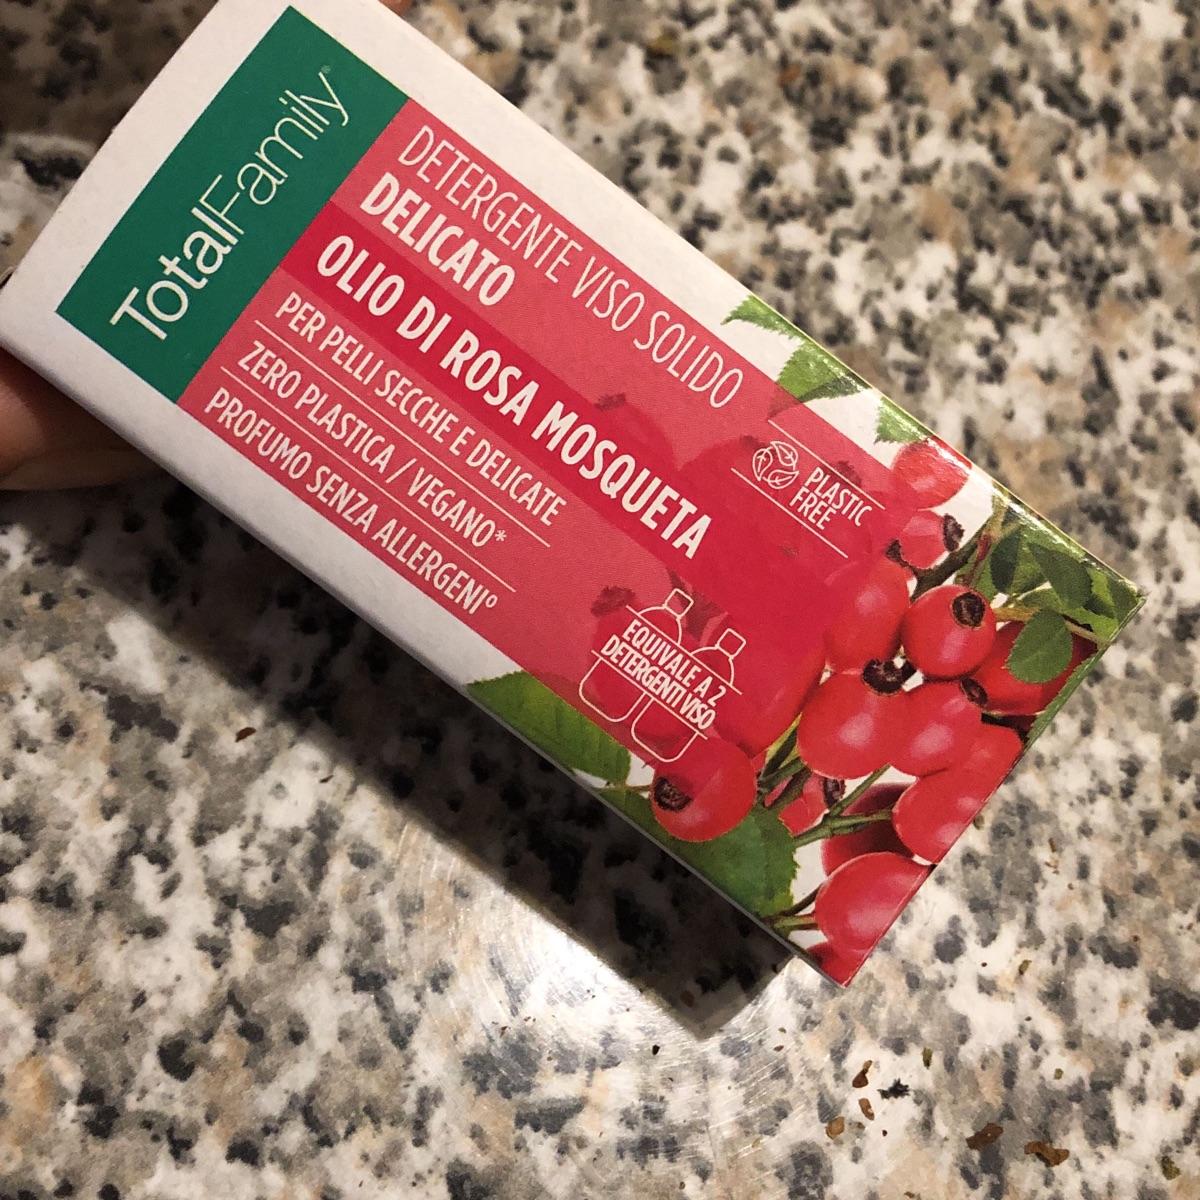 TotalFamily®
DETERGENTE VISO SOLIDO
DELICATO
OLIO DI ROSA MOSQUETA
PER PELLI SECCHE E DELICATE
ZERO PLASTICA / VEGANO*
PROFUMO SENZA ALLERGENI°
PLASTIC
FREE
EQUIVALE A 2
DETERGENTI VISO